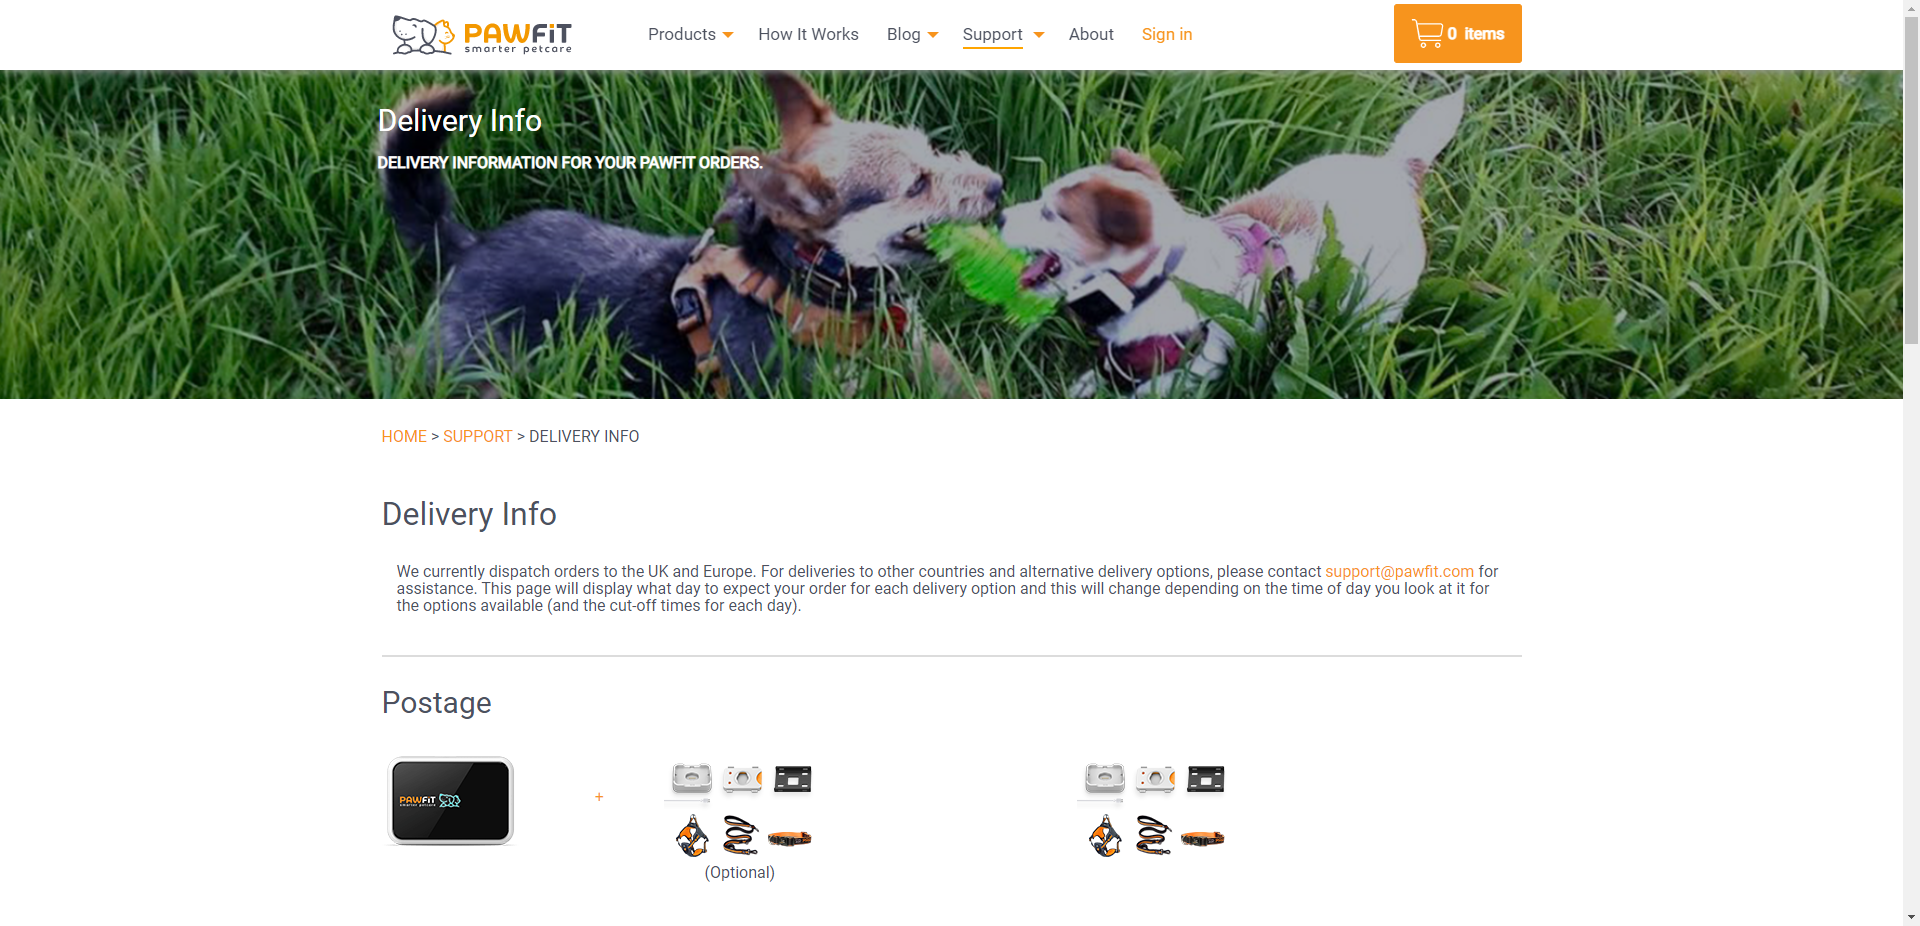 PAWFiT
smarter petcare
Products
How It Works
Blog
Support
About
Sign in
0 items
Delivery Info
DELIVERY INFORMATION FOR YOUR PAWFIT ORDERS.
HOME > SUPPORT > DELIVERY INFO
Delivery Info
We currently dispatch orders to the UK and Europe. For deliveries to other countries and alternative delivery options, please contact support@pawfit.com for
assistance. This page will display what day to expect your order for each delivery option and this will change depending on the time of day you look at it for
the options available (and the cut-off times for each day).
Postage
PAWFiT
smarter petcare
+
(Optional)